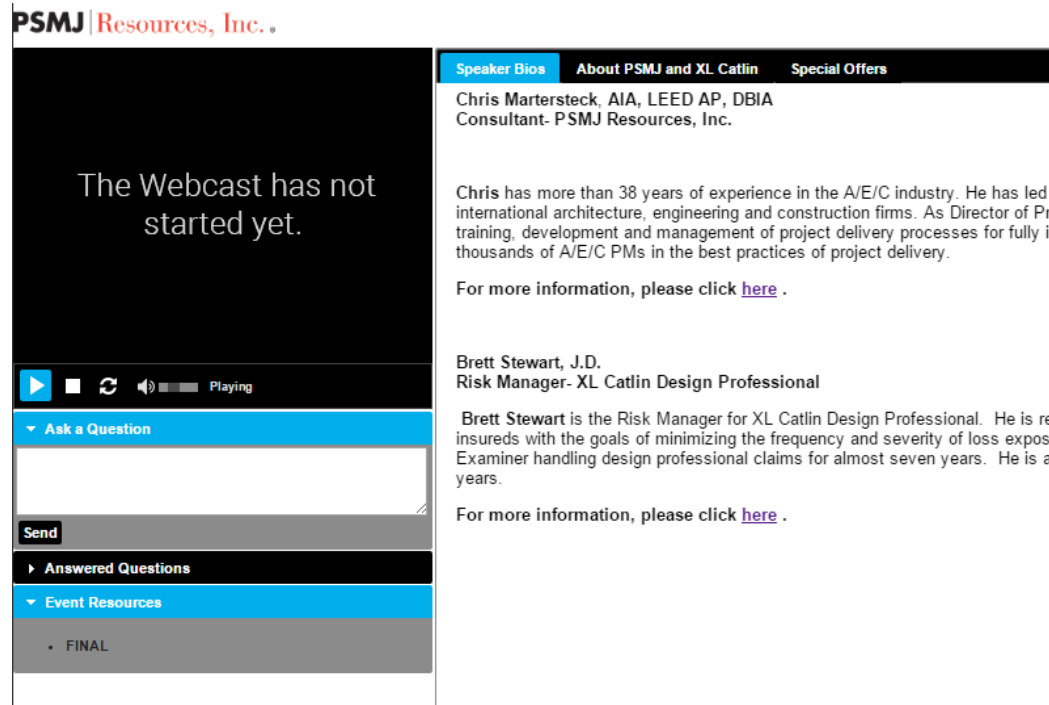 PSMJ Resources, Inc.®
The Webcast has not
started yet.
Playing
Ask a Question
Send
Answered Questions
Event Resources
• FINAL
Speaker Bios About PSMJ and XL Catlin Special Offers
Chris Martersteck, AIA, LEED AP, DBIA
Consultant- PSMJ Resources, Inc.
Chris has more than 38 years of experience in the A/E/C industry. He has led
international architecture, engineering and construction firms. As Director of
training, development and management of project delivery processes for fully
thousands of A/E/C PMs in the best practices of project delivery.
For more information, please click here .
Brett Stewart, J.D.
Risk Manager- XL Catlin Design Professional
Brett Stewart is the Risk Manager for XL Catlin Design Professional. He is
insureds with the goals of minimizing the frequency and severity of loss
Examiner handling design professional claims for almost seven years. He is
years.
For more information, please click here .